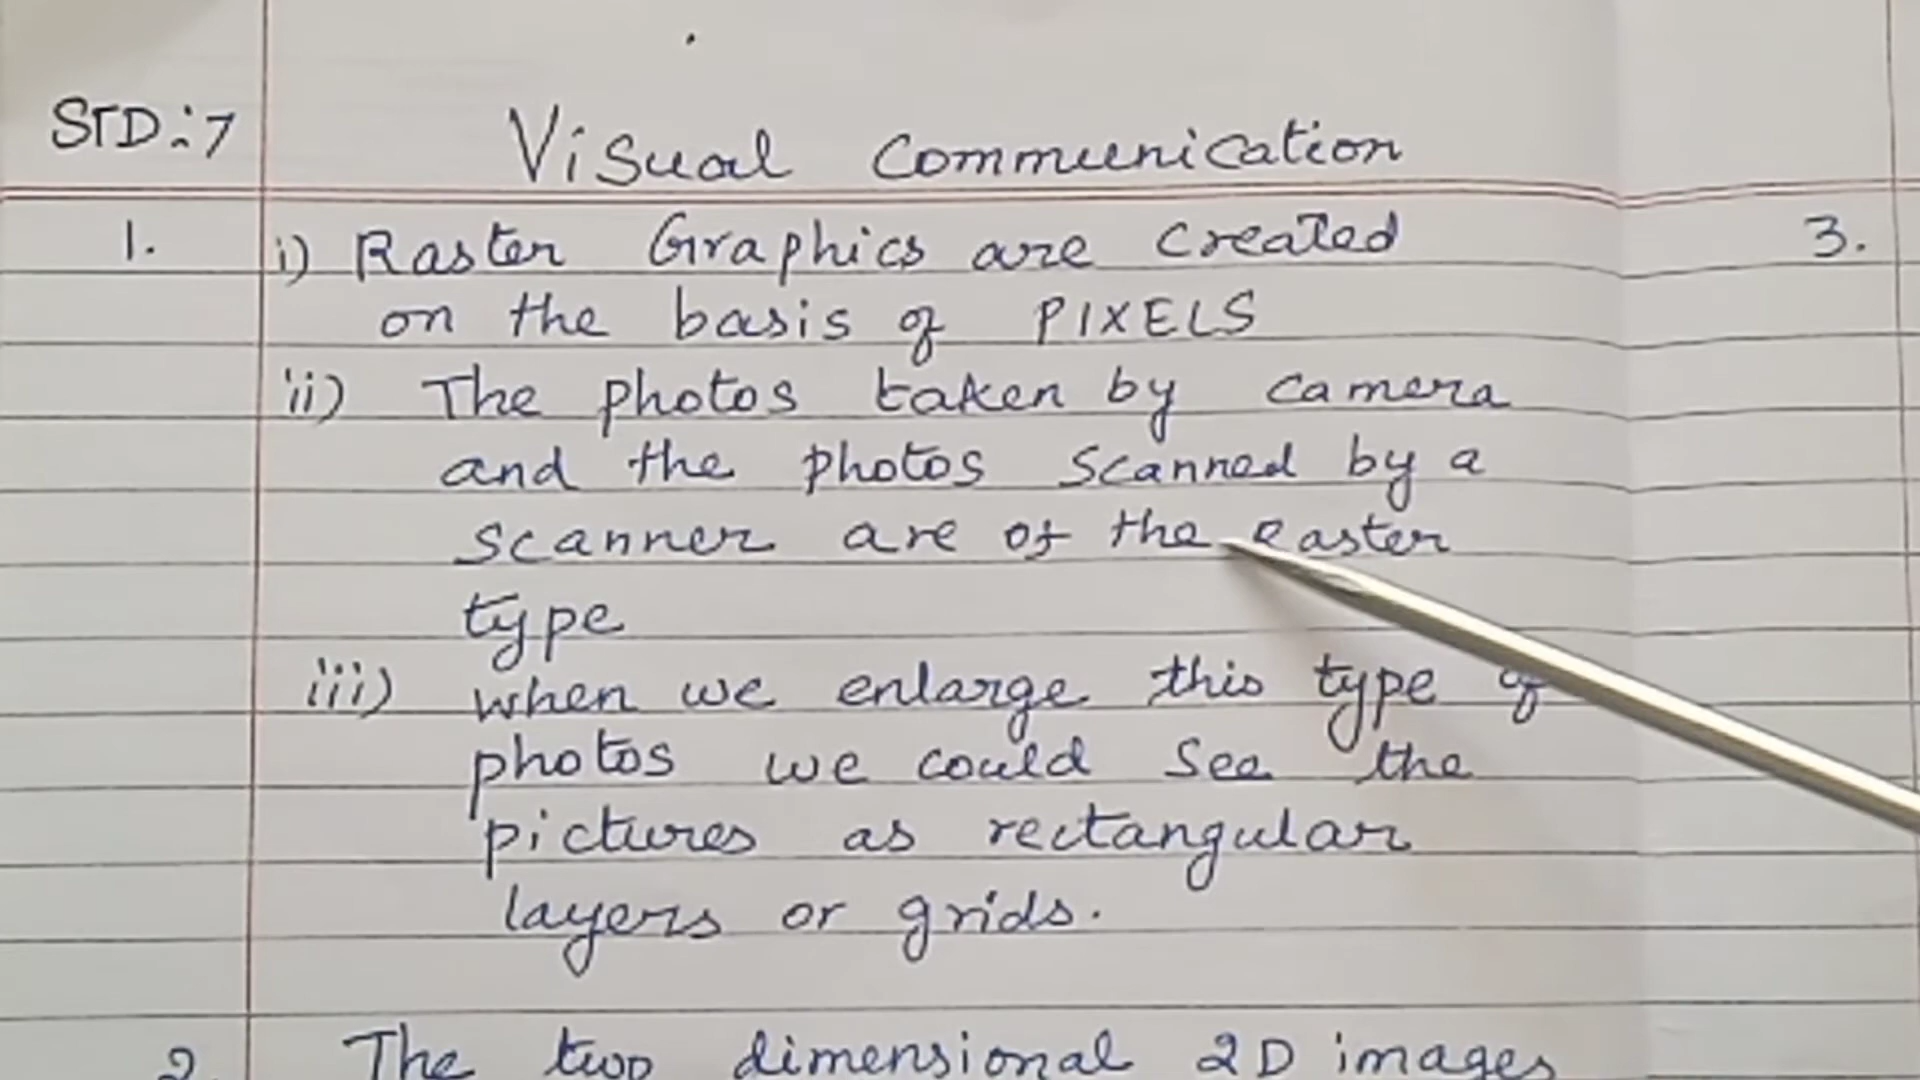 STD:7
Visual Communication
1. i) Raster Graphics are created
on the basis of PIXELS
ii) The photos taken by camera
and the photos scanned by a
scanner are of the raster
type
iii) when we enlarge this type of
photos we could see the
pictures as rectangular
layers or grids.
2. The two dimensional 2D images
3.